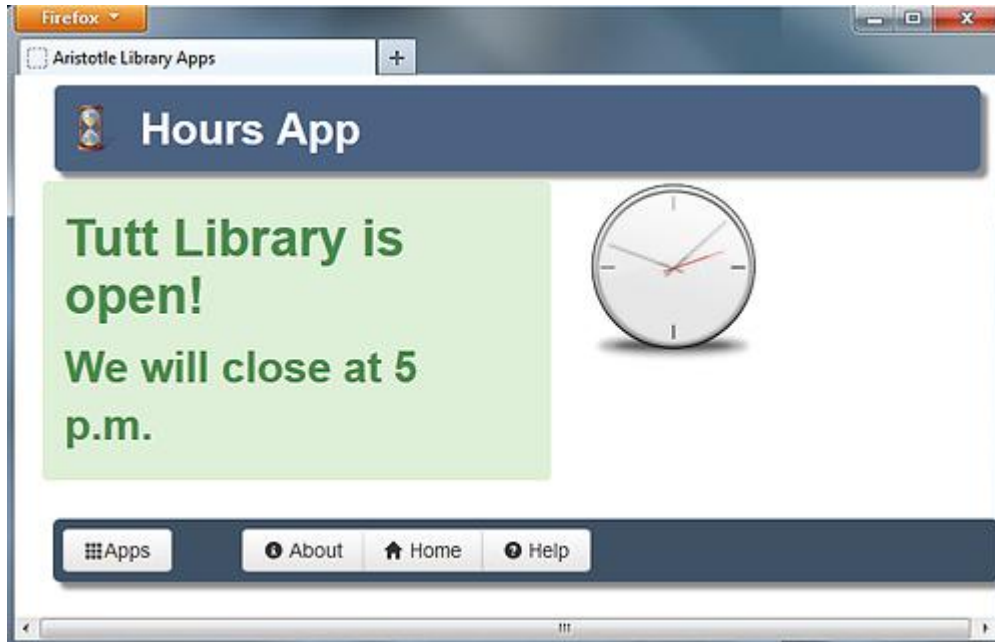 Firefox
Aristotle Library Apps
Hours App
Tutt Library is
open!
We will close at 5
p.m.
Apps
About
Home
Help